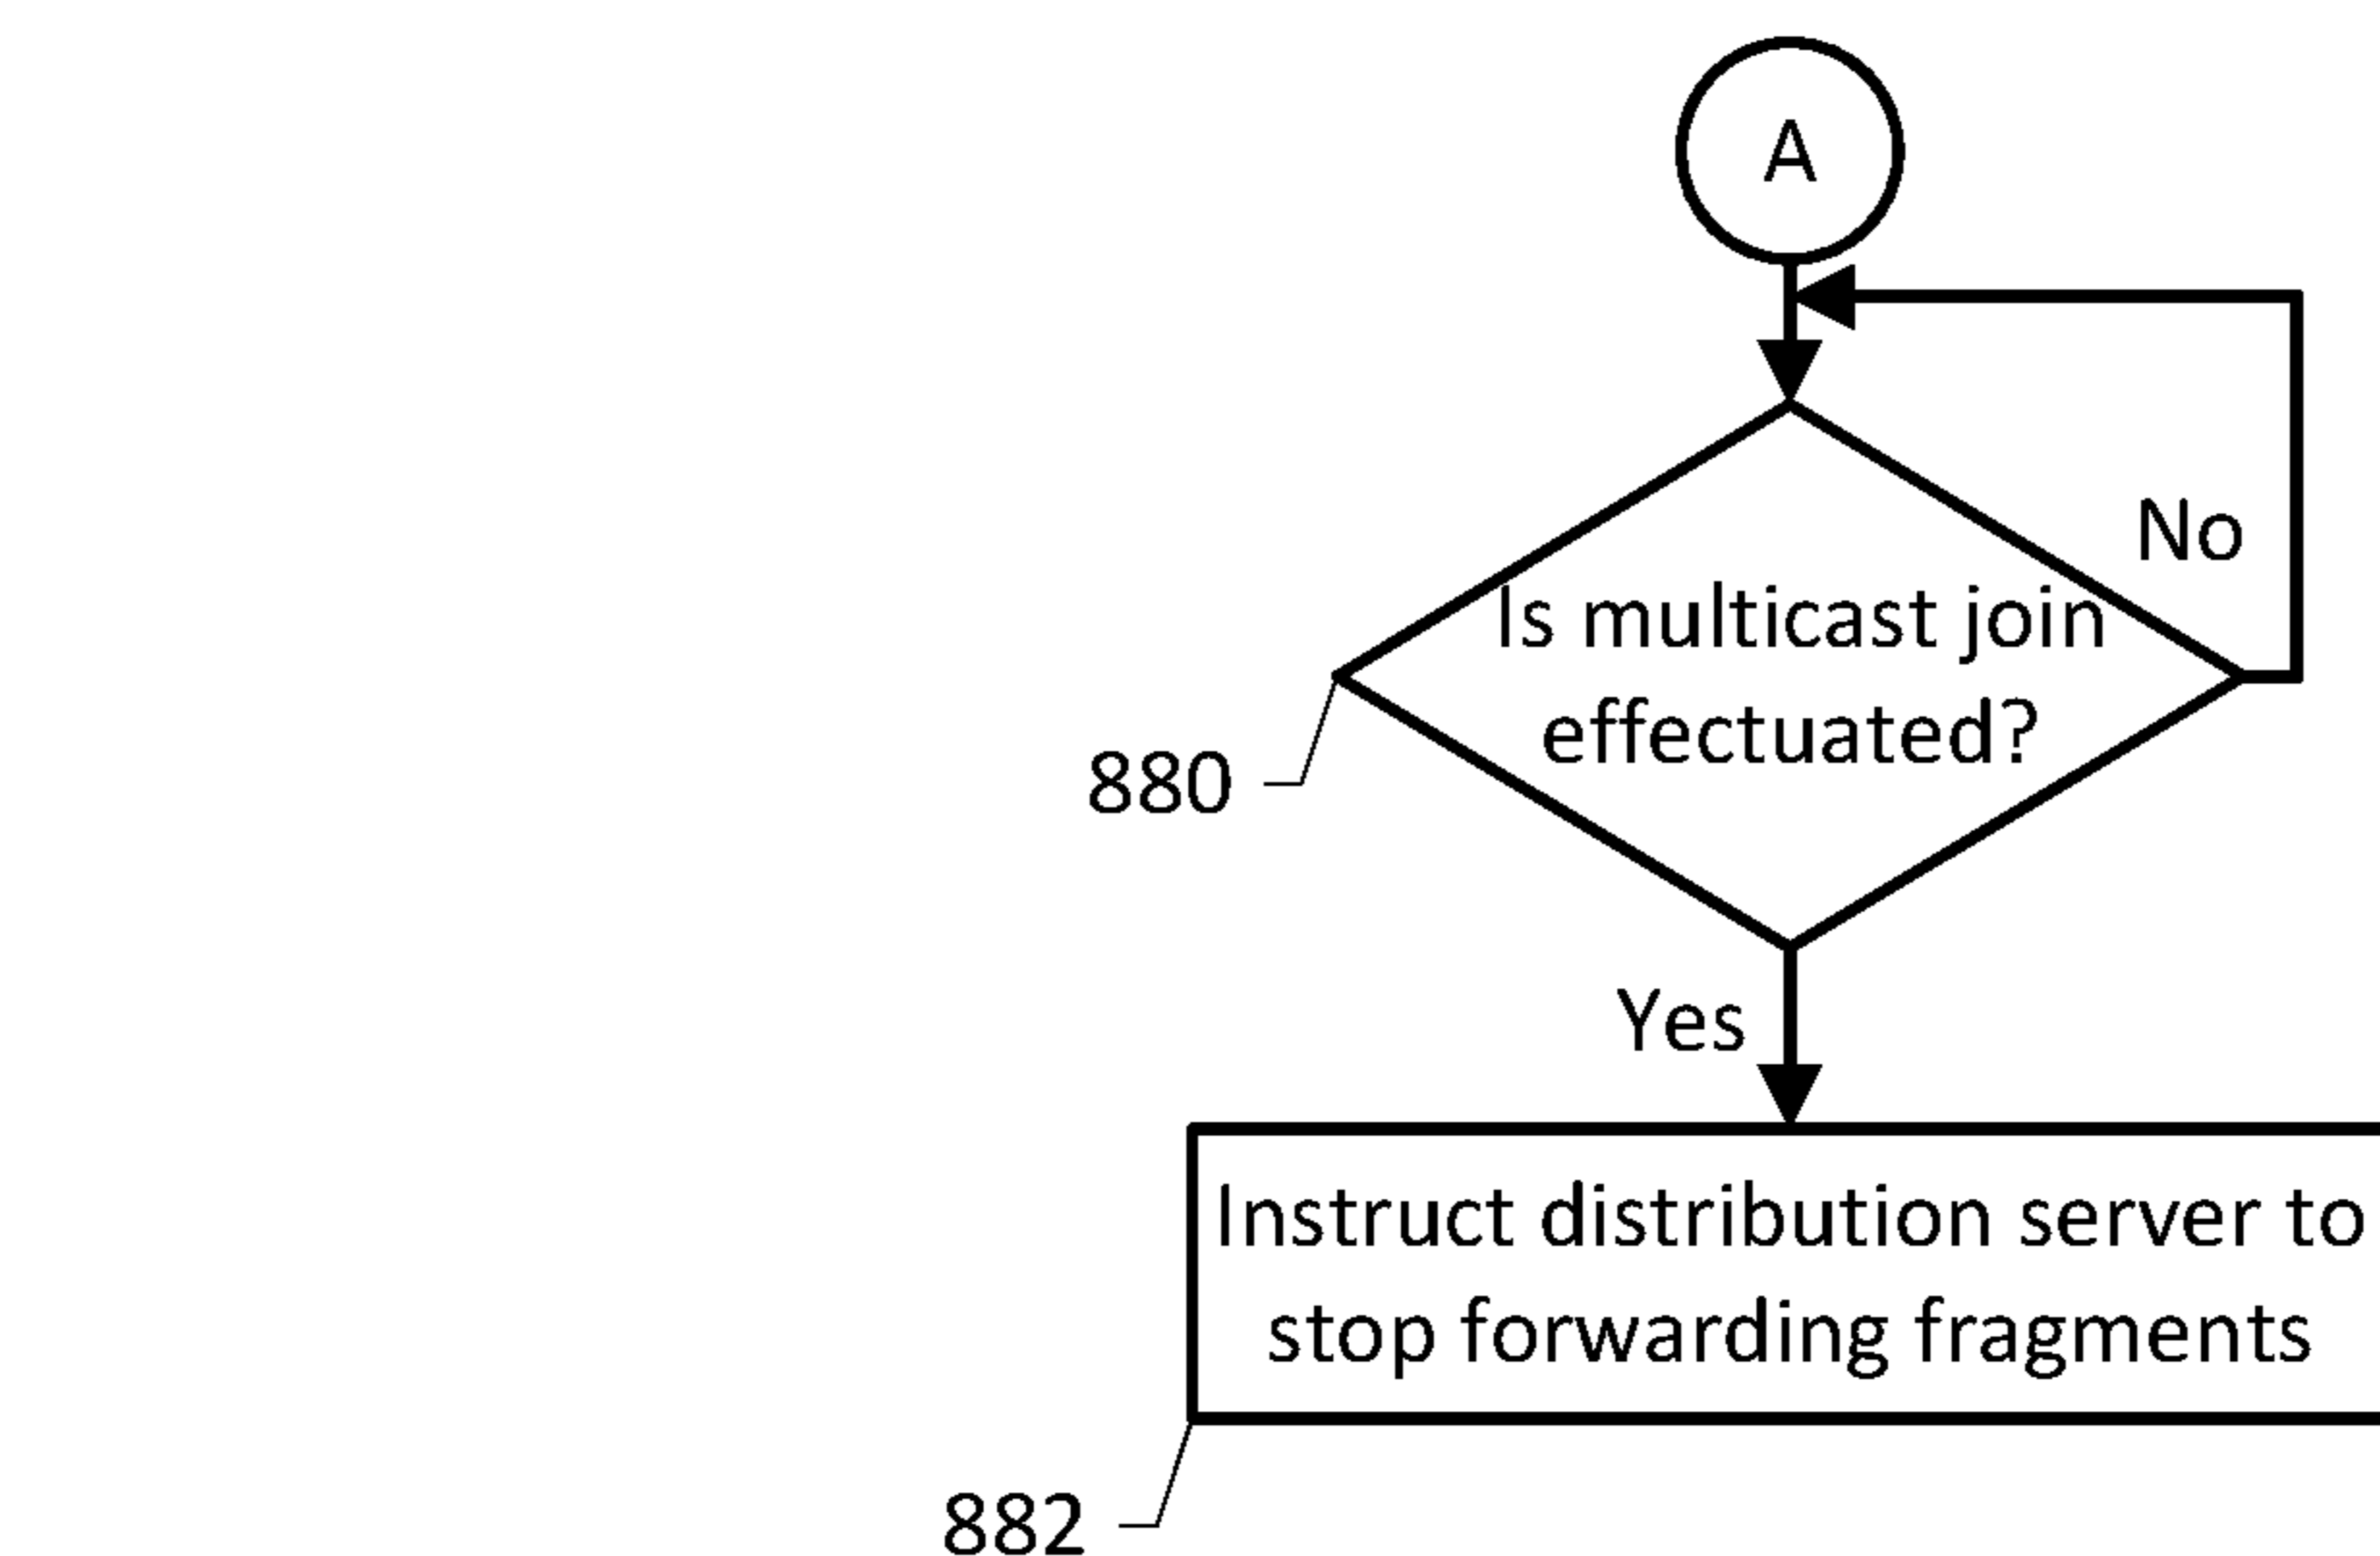 A
No
Is multicast join
effectuated?
880
Yes
Instruct distribution server to
stop forwarding fragments
882